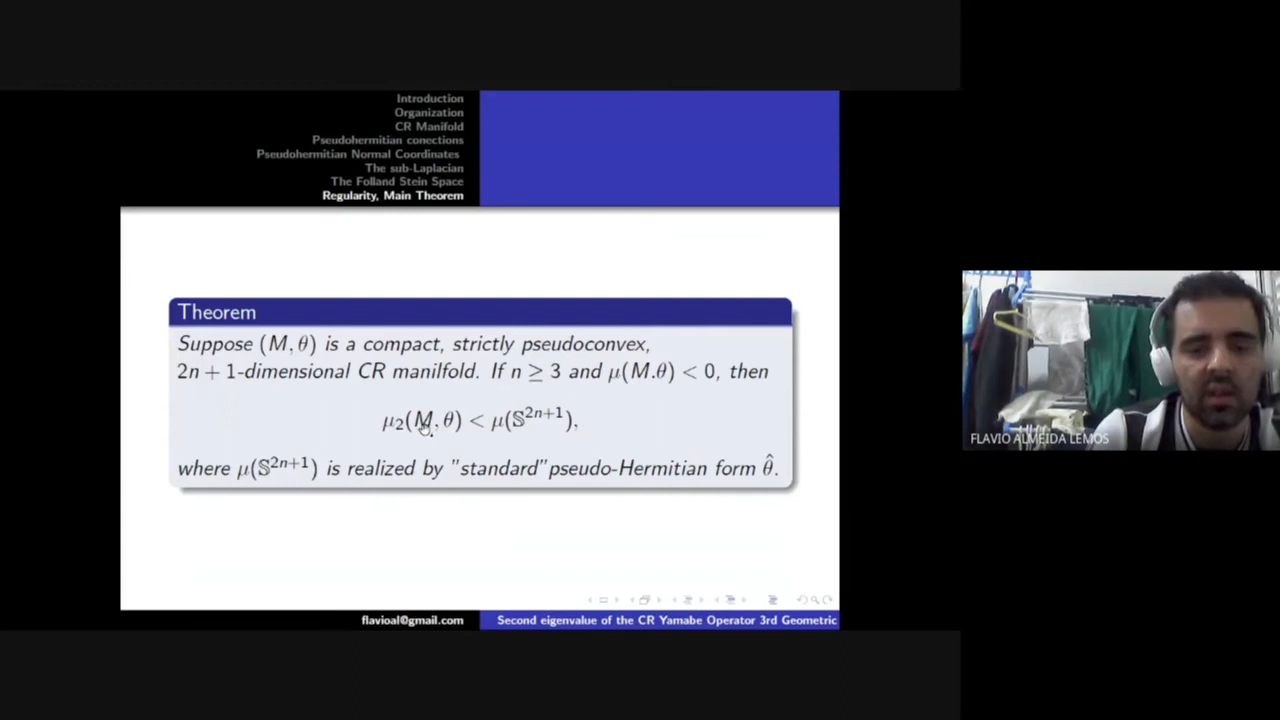 Introduction
Organization
CR Manifold
Pseudohermitian conections
Pseudohermitian Normal Coordinates
The sub-Laplacian
The Folland Stein Space
Regularity, Main Theorem
Theorem
Suppose (M, θ) is a compact, strictly pseudoconvex,
2n + 1-dimensional CR manilfold. If n ≥ 3 and μ(M.θ) < 0, then
μ₂(M, θ) < μ(𝕊²ⁿ⁺¹),
where μ(𝕊²ⁿ⁺¹) is realized by "standard"pseudo-Hermitian form θ̂.
flavioal@gmail.com
Second eigenvalue of the CR Yamabe Operator 3rd Geometric
FLAVIO ALMEIDA LEMOS